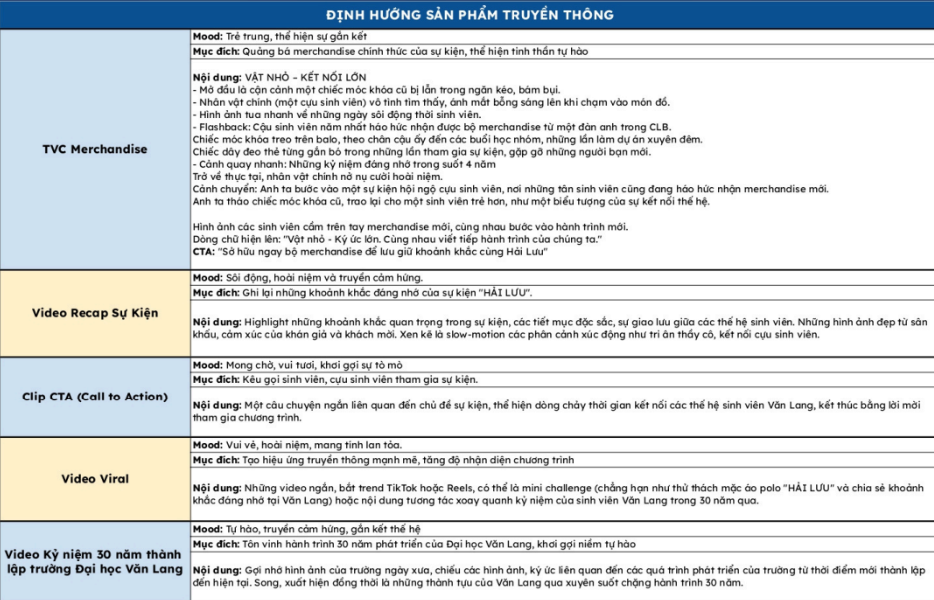 ĐỊNH HƯỚNG SẢN PHẨM TRUYỀN THÔNG
TVC Merchandise
Mood: Trẻ trung, thể hiện sự gắn kết
Mục đích: Quảng bá merchandise chính thức của sự kiện, thể hiện tinh thần tự hào
Nội dung: VẬT NHỎ – KẾT NỐI LỚN
- Mở đầu là cận cảnh một chiếc móc khóa cũ bị lẫn trong ngăn kéo, bám bụi.
- Nhân vật chính (một cựu sinh viên) vô tình tìm thấy, ánh mắt bỗng sáng lên khi chạm vào món đồ.
- Hình ảnh tua nhanh về những ngày sôi động thời sinh viên.
- Flashback: Cậu sinh viên năm nhất háo hức nhận được bộ merchandise từ một đàn anh trong CLB.
Chiếc móc khóa treo trên balo, theo chân cậu ấy đến các buổi học nhóm, những lần làm dự án xuyên đêm.
Chiếc dây đeo thẻ từng gắn bó trong những lần tham gia sự kiện, gặp gỡ những người bạn mới.
- Cảnh quay nhanh: Những kỷ niệm đáng nhớ trong suốt 4 năm
Trở về thực tại, nhân vật chính nở nụ cười hoài niệm.
Cảnh chuyển: Anh ta bước vào một sự kiện hội ngộ cựu sinh viên, nơi những tân sinh viên cũng đang háo hức nhận merchandise mới.
Anh ta tháo chiếc móc khóa cũ, trao lại cho một sinh viên trẻ hơn, như một biểu tượng của sự kết nối thế hệ.
Hình ảnh các sinh viên cầm trên tay merchandise mới, cùng nhau bước vào hành trình mới.
Dòng chữ hiện lên: "Vật nhỏ - Ký ức lớn. Cùng nhau viết tiếp hành trình của chúng ta."
CTA: "Sở hữu ngay bộ merchandise để lưu giữ khoảnh khắc cùng Hải Lưu"
Video Recap Sự Kiện
Mood: Sôi động, hoài niệm và truyền cảm hứng.
Mục đích: Ghi lại những khoảnh khắc đáng nhớ của sự kiện "HẢI LƯU".
Nội dung: Highlight những khoảnh khắc quan trọng trong sự kiện, các tiết mục đặc sắc, sự giao lưu giữa các thế hệ sinh viên. Những hình ảnh đẹp từ sân
khấu, cảm xúc của khán giả và khách mời. Xen kẽ là slow-motion các phân cảnh xúc động như tri ân thầy cô, kết nối cựu sinh viên.
Clip CTA (Call to Action)
Mood: Mong chờ, vui tươi, khơi gợi sự tò mò
Mục đích: Kêu gọi sinh viên, cựu sinh viên tham gia sự kiện.
Nội dung: Một câu chuyện ngắn liên quan đến chủ đề sự kiện, thể hiện dòng chảy thời gian kết nối các thế hệ sinh viên Văn Lang, kết thúc bằng lời mời
tham gia chương trình.
Video Viral
Mood: Vui vẻ, hoài niệm, mang tính lan tỏa.
Mục đích: Tạo hiệu ứng truyền thông mạnh mẽ, tăng độ nhận diện chương trình
Nội dung: Những video ngắn, bắt trend TikTok hoặc Reels, có thể là mini challenge (chẳng hạn như thử thách mặc áo polo "HẢI LƯU" và chia sẻ khoảnh
khắc đáng nhớ tại Văn Lang) hoặc nội dung tương tác xoay quanh kỷ niệm của sinh viên Văn Lang trong 30 năm qua.
Video Kỷ niệm 30 năm thành
lập trường Đại học Văn Lang
Mood: Tự hào, truyền cảm hứng, gắn kết thế hệ
Mục đích: Tôn vinh hành trình 30 năm phát triển của Đại học Văn Lang, khơi gợi niềm tự hào
Nội dung: Gợi nhớ hình ảnh của trường ngày xưa, chiếu các hình ảnh, ký ức liên quan đến các quá trình phát triển của trường từ thời điểm mới thành lập
đến hiện tại. Song, xuất hiện đồng thời là những thành tựu của Văn Lang qua xuyên suốt chặng hành trình 30 năm.